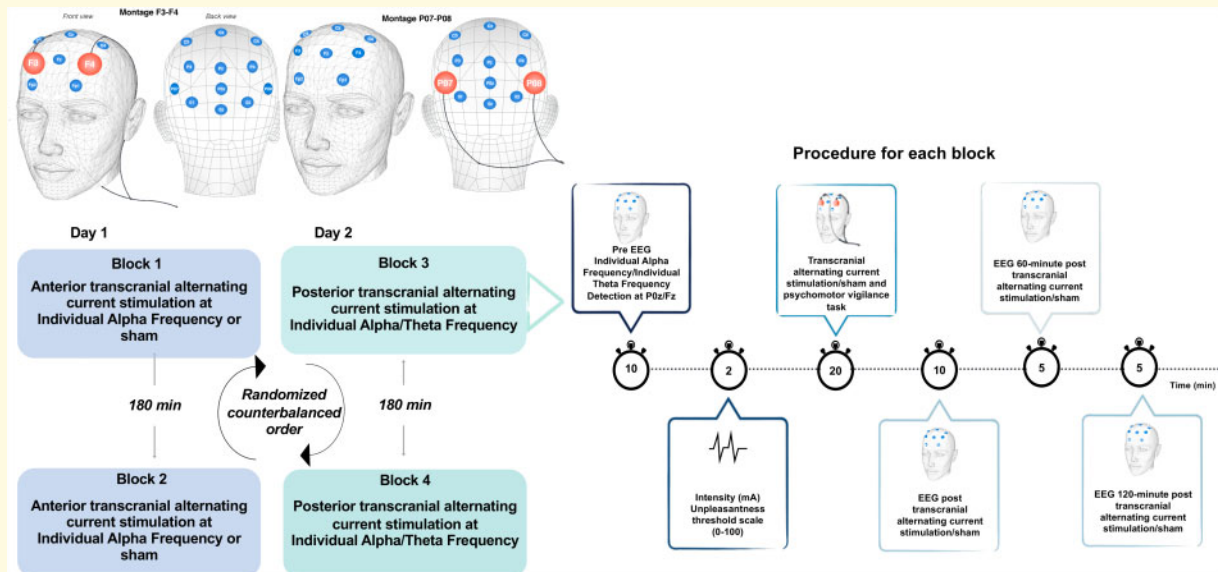 Montage F3-F4
Front view
Back view
F3
F4
Montage P07-P08
P07
P08
Day 1
Day 2
Block 1
Anterior transcranial alternating
current stimulation at
Individual Alpha Frequency or
sham
Block 3
Posterior transcranial alternating
current stimulation at
Individual Alpha/Theta Frequency
180 min
Randomized
counterbalanced
order
180 min
Block 2
Anterior transcranial alternating
current stimulation at
Individual Alpha Frequency or
sham
Block 4
Posterior transcranial alternating
current stimulation at
Individual Alpha/Theta Frequency
Procedure for each block
Pre EEG
Individual Alpha
Frequency/Individual
Theta Frequency
Detection at P0z/Fz
Transcranial
alternating current
stimulation/sham and
psychomotor vigilance
task
EEG 60-minute post
transcranial
alternating current
stimulation/sham
10
2
20
10
5
5
Time (min)
Intensity (mA)
Unpleasantness
threshold scale
(0-100)
EEG post
transcranial
alternating current
stimulation/sham
EEG 120-minute post
transcranial
alternating current
stimulation/sham